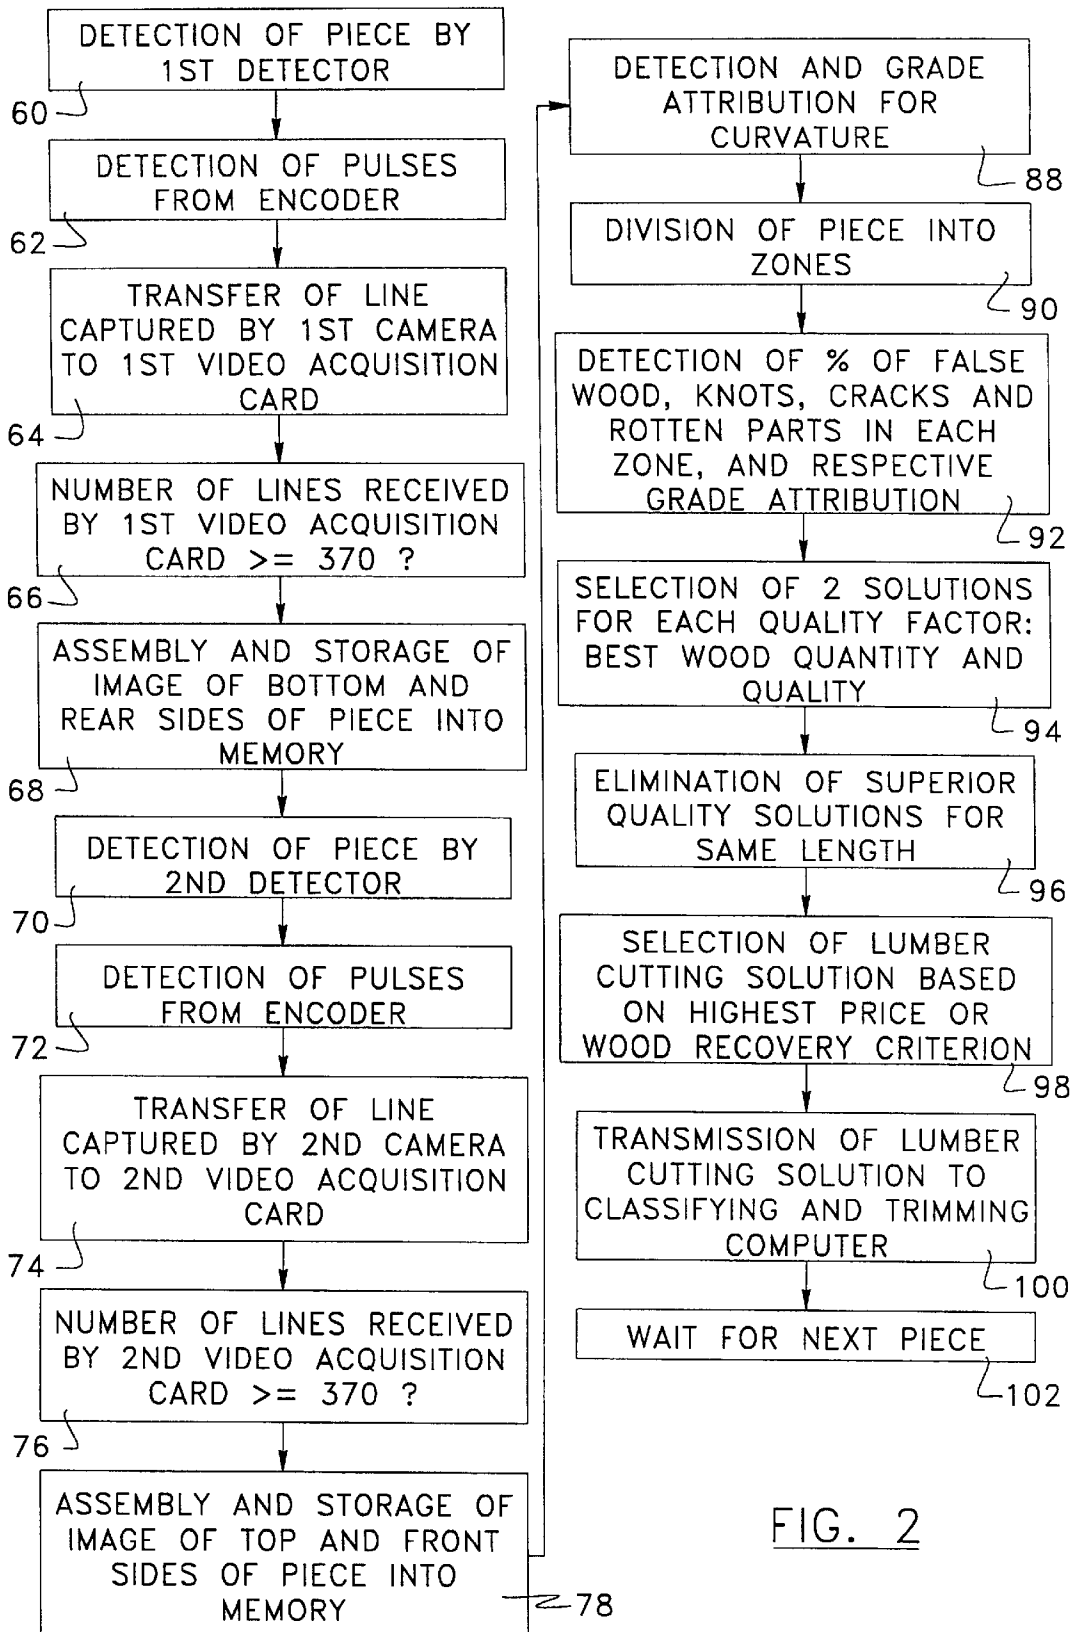 DETECTION OF PIECE BY
1ST DETECTOR
60
DETECTION OF PULSES
FROM ENCODER
62
TRANSFER OF LINE
CAPTURED BY 1ST CAMERA
TO 1ST VIDEO ACQUISITION
CARD
64
NUMBER OF LINES RECEIVED
BY 1ST VIDEO ACQUISITION
CARD >= 370 ?
66
ASSEMBLY AND STORAGE OF
IMAGE OF BOTTOM AND
REAR SIDES OF PIECE INTO
MEMORY
68
DETECTION OF PIECE BY
2ND DETECTOR
70
DETECTION OF PULSES
FROM ENCODER
72
TRANSFER OF LINE
CAPTURED BY 2ND CAMERA
TO 2ND VIDEO ACQUISITION
CARD
74
NUMBER OF LINES RECEIVED
BY 2ND VIDEO ACQUISITION
CARD >= 370 ?
76
ASSEMBLY AND STORAGE OF
IMAGE OF TOP AND FRONT
SIDES OF PIECE INTO
MEMORY
78
DETECTION AND GRADE
ATTRIBUTION FOR
CURVATURE
88
DIVISION OF PIECE INTO
ZONES
90
DETECTION OF % OF FALSE
WOOD, KNOTS, CRACKS AND
ROTTEN PARTS IN EACH
ZONE, AND RESPECTIVE
GRADE ATTRIBUTION
92
SELECTION OF 2 SOLUTIONS
FOR EACH QUALITY FACTOR:
BEST WOOD QUANTITY AND
QUALITY
94
ELIMINATION OF SUPERIOR
QUALITY SOLUTIONS FOR
SAME LENGTH
96
SELECTION OF LUMBER
CUTTING SOLUTION BASED
ON HIGHEST PRICE OR
WOOD RECOVERY CRITERION
98
TRANSMISSION OF LUMBER
CUTTING SOLUTION TO
CLASSIFYING AND TRIMMING
COMPUTER
100
WAIT FOR NEXT PIECE
102
FIG. 2